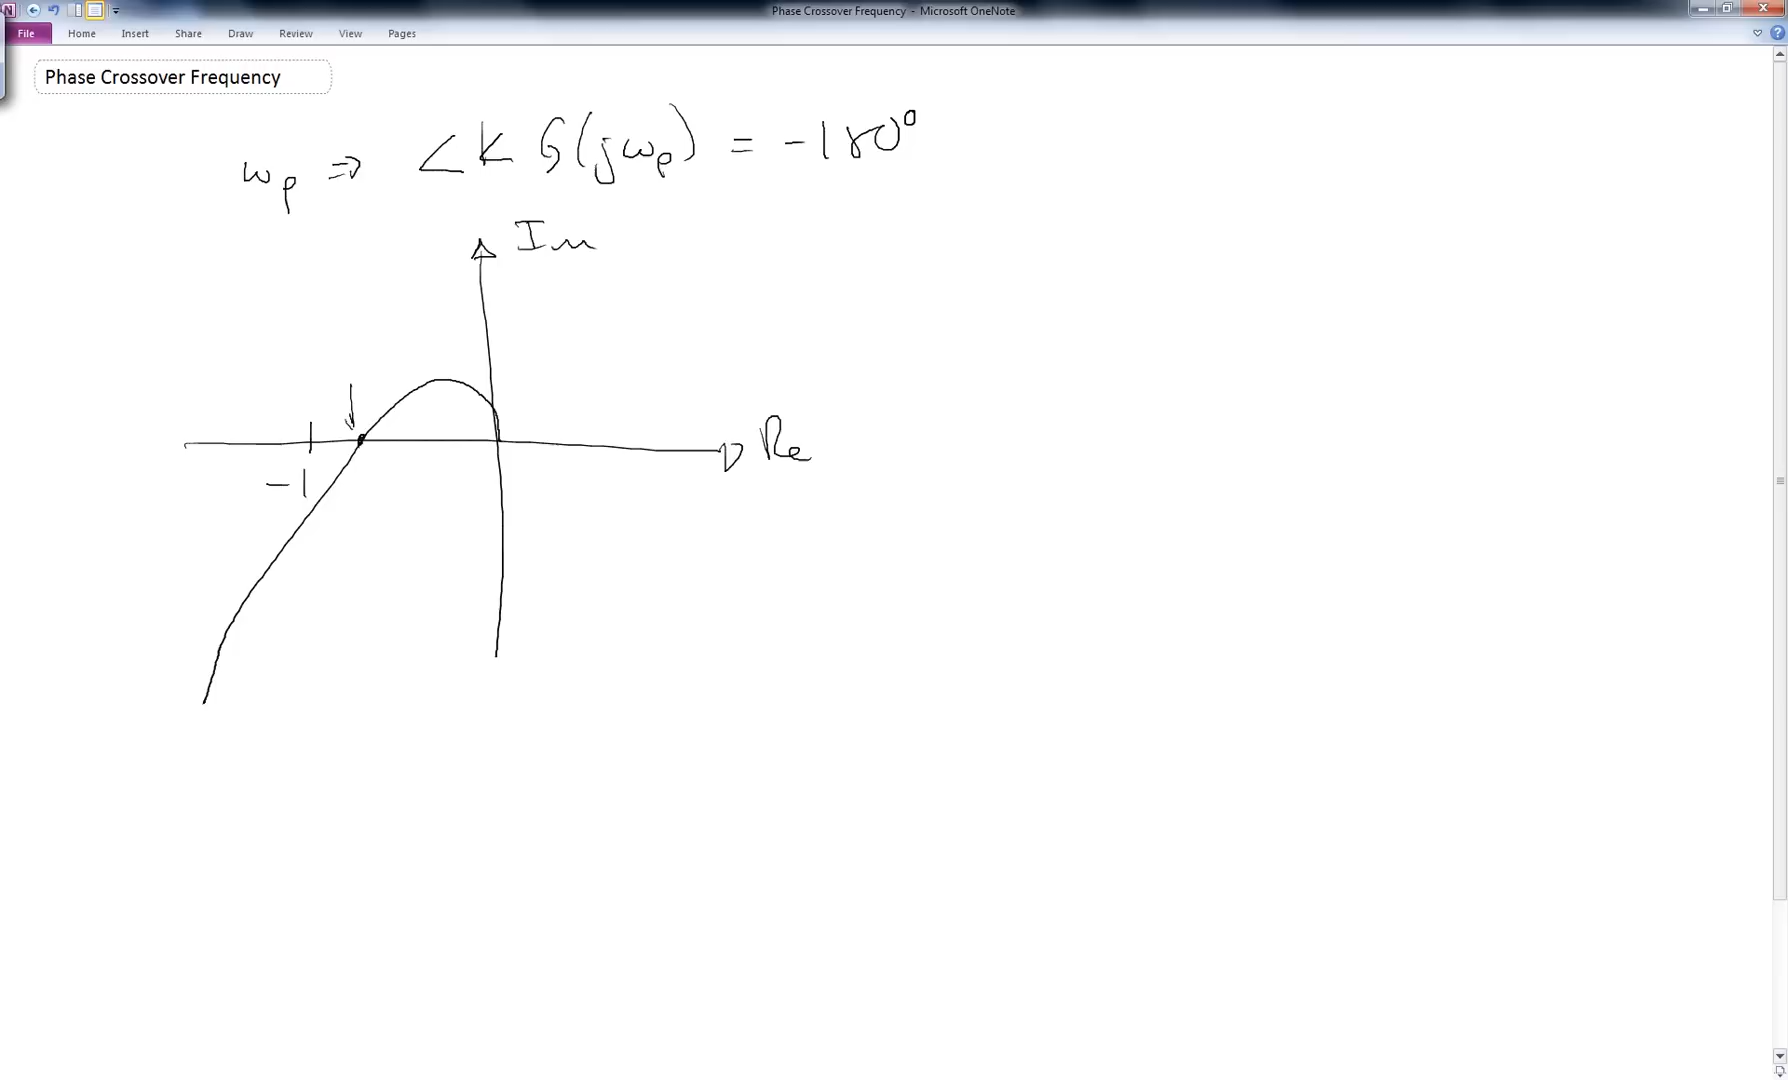 Phase Crossover Frequency - Microsoft OneNote
File Home Insert Share Draw Review View Pages
Phase Crossover Frequency
ωp ⇒ ∠K G(jωp) = -180°
Im
Re
-1